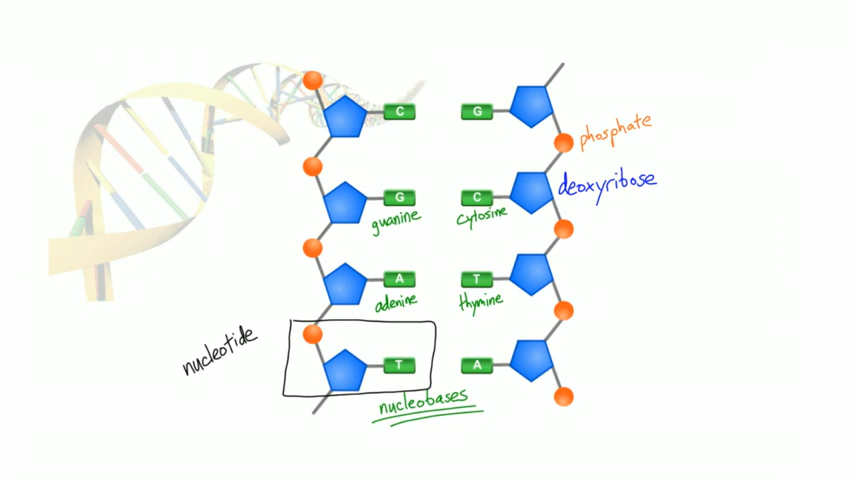 C G
phosphate
deoxyribose
G C
guanine cytosine
A T
adenine thymine
nucleotide
T A
nucleobases